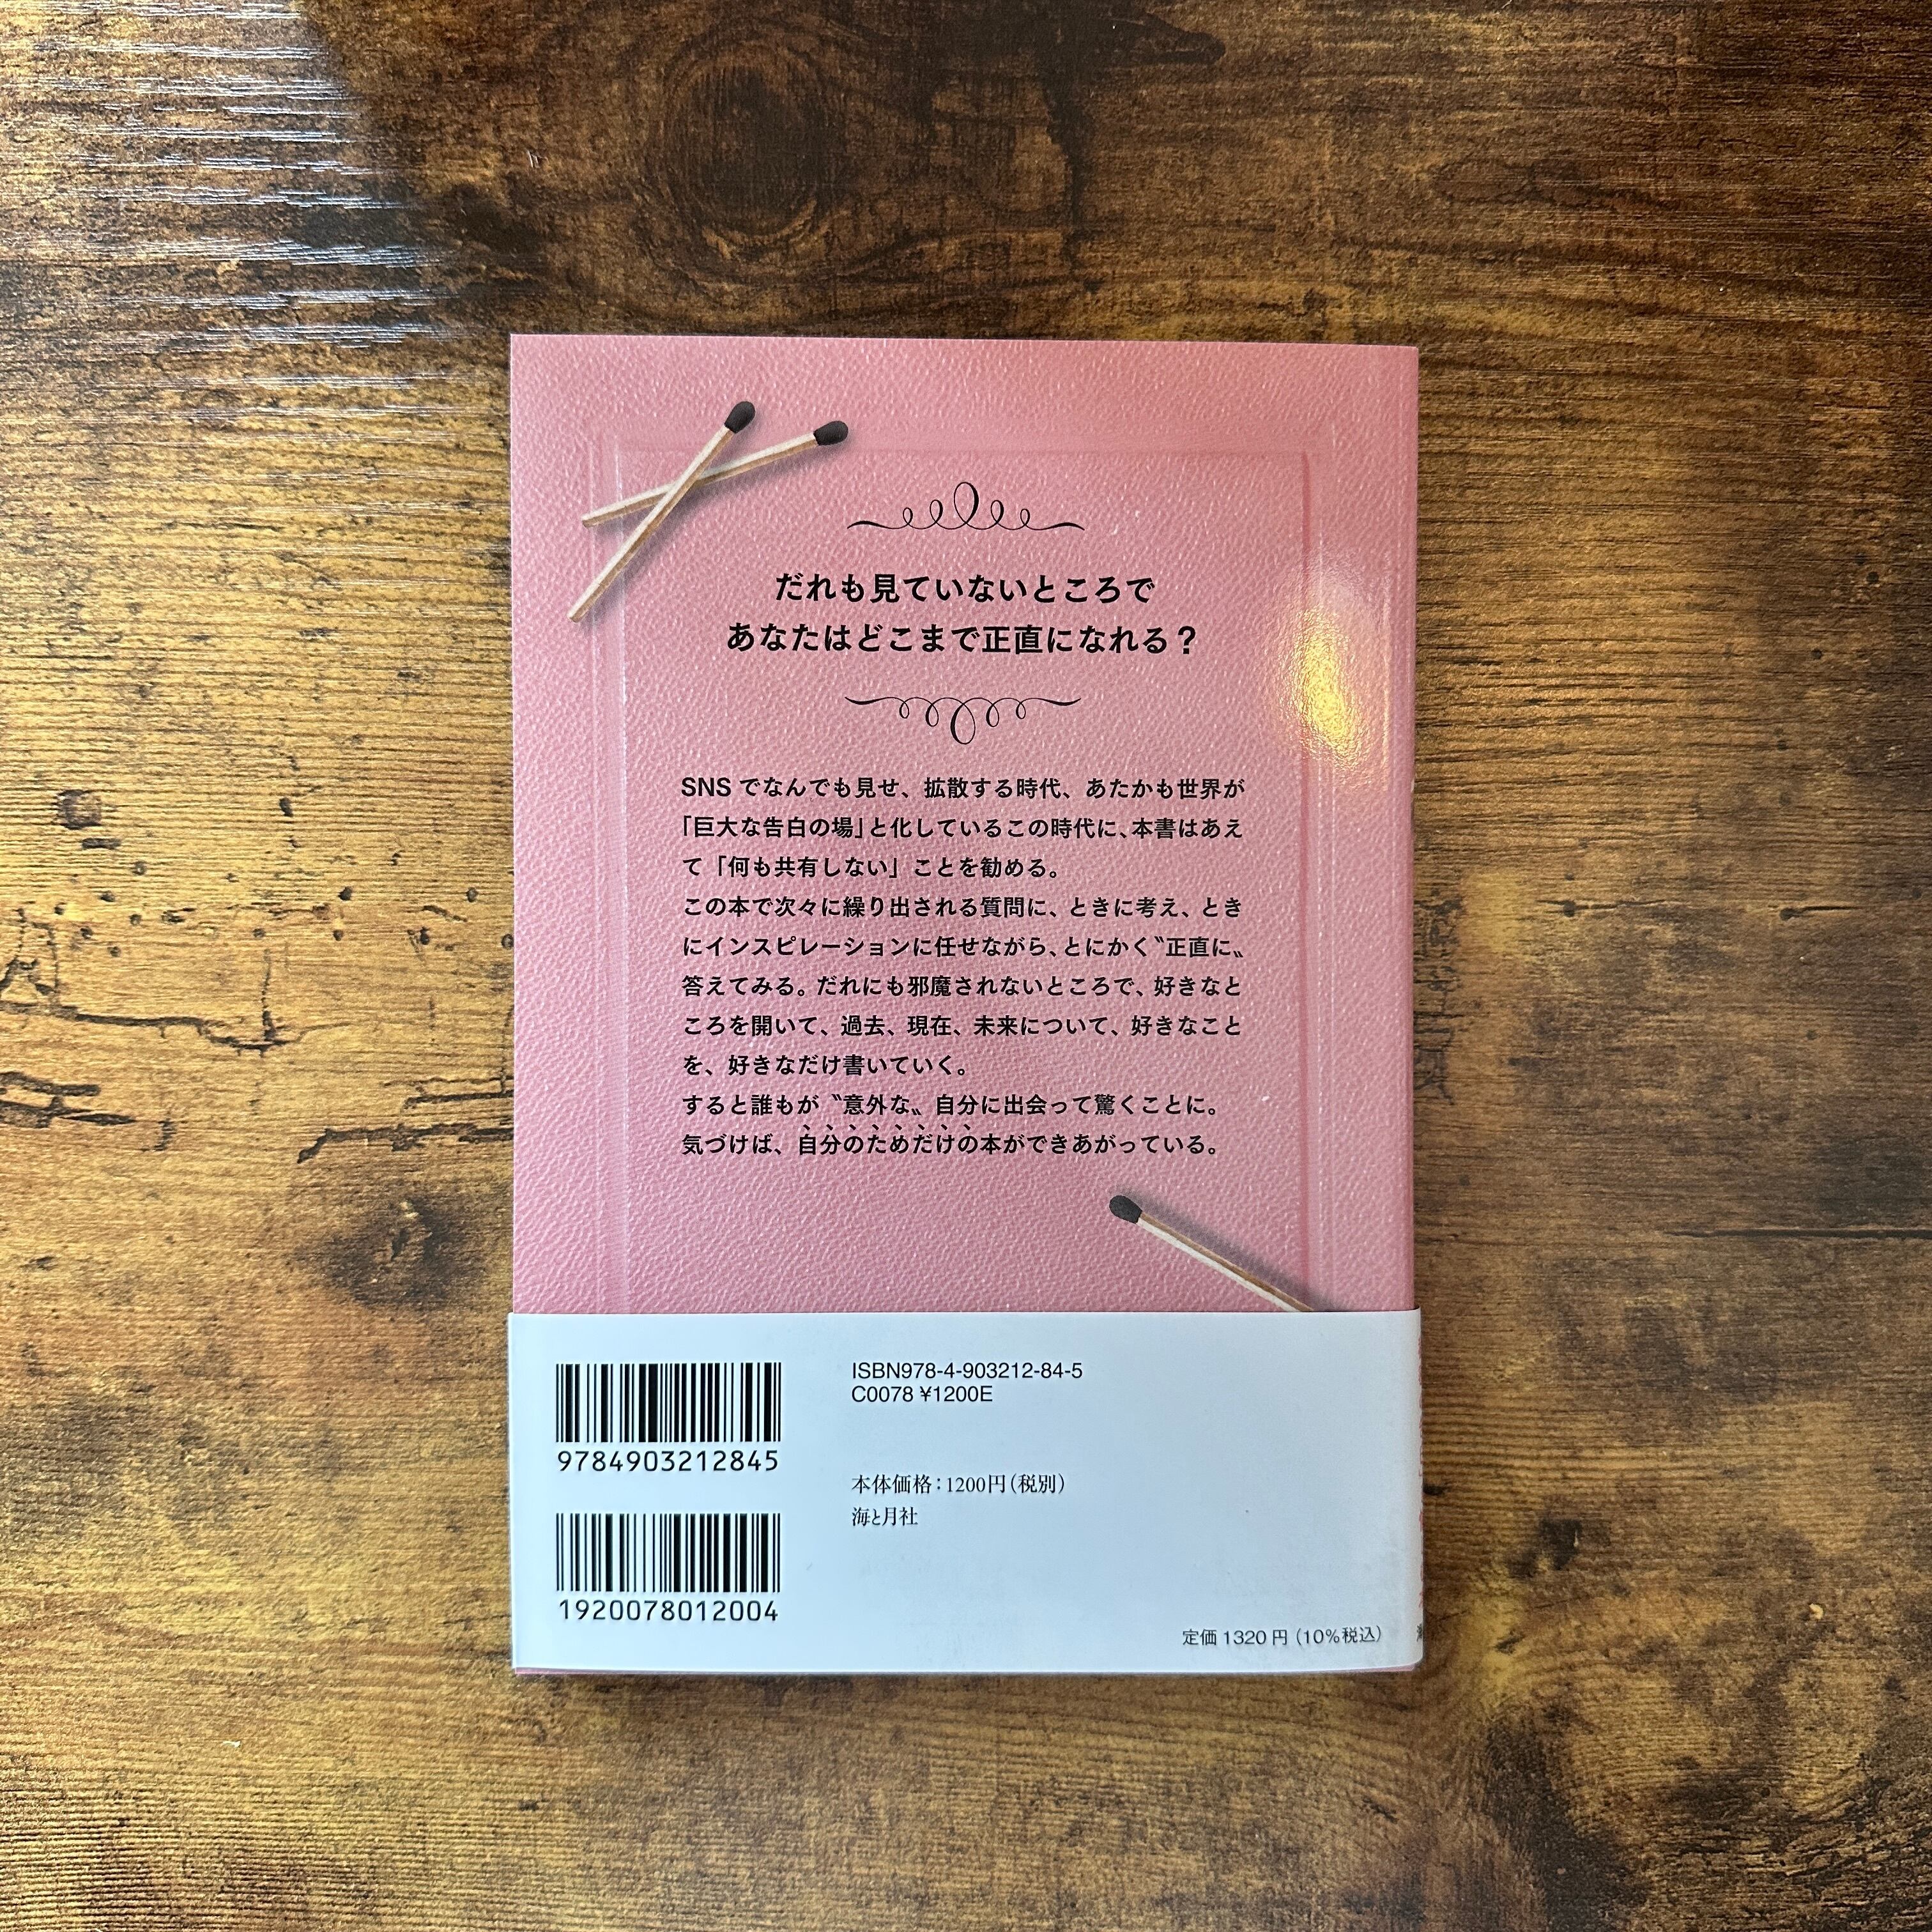 だれも見ていないところで
あなたはどこまで正直になれる？
SNS でなんでも見せ、拡散する時代、あたかも世界が
「巨大な告白の場」と化しているこの時代に、本書はあえ
て「何も共有しない」ことを勧める。
この本で次々に繰り出される質問に、ときに考え、とき
にインスピレーションに任せながら、とにかく〝正直に〟
答えてみる。だれにも邪魔されないところで、好きなと
ころを開いて、過去、現在、未来について、好きなこと
を、好きなだけ書いていく。
すると誰もが〝意外な〟自分に出会って驚くことに。
気づけば、自分のためだけの本ができあがっている。
ISBN978-4-903212-84-5
C0078 ¥1200E
9784903212845
本体価格：1200円（税別）
海と月社
1920078012004
定価 1320 円（10％税込）